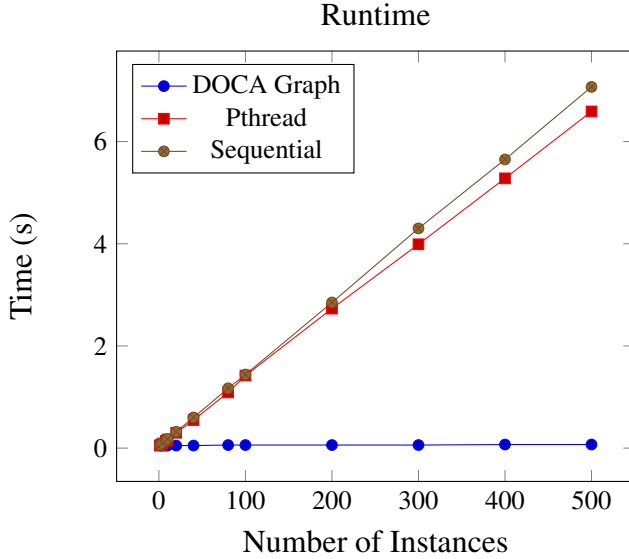 Runtime
DOCA Graph
Pthread
Sequential
6
4
2
0
Time (s)
0 100 200 300 400 500
Number of Instances